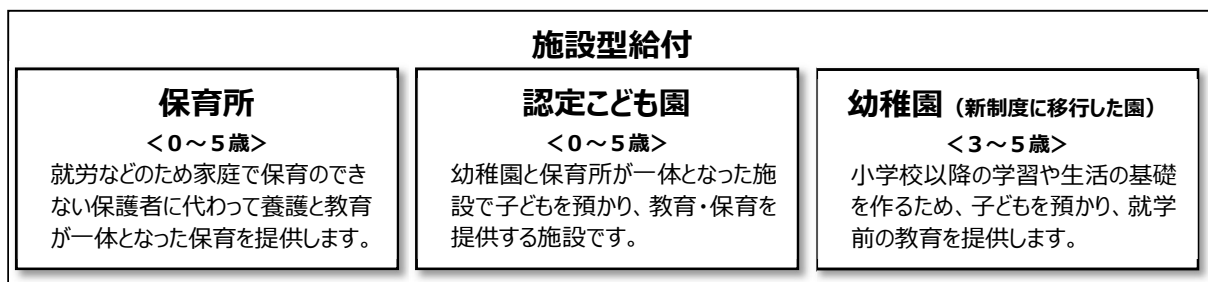 施設型給付
保育所
＜０～５歳＞
就労などのため家庭で保育のでき
ない保護者に代わって養護と教育
が一体となった保育を提供します。
認定こども園
＜０～５歳＞
幼稚園と保育所が一体となった施
設で子どもを預かり、教育・保育を
提供する施設です。
幼稚園（新制度に移行した園）
＜３～５歳＞
小学校以降の学習や生活の基礎
を作るため、子どもを預かり、就学
前の教育を提供します。